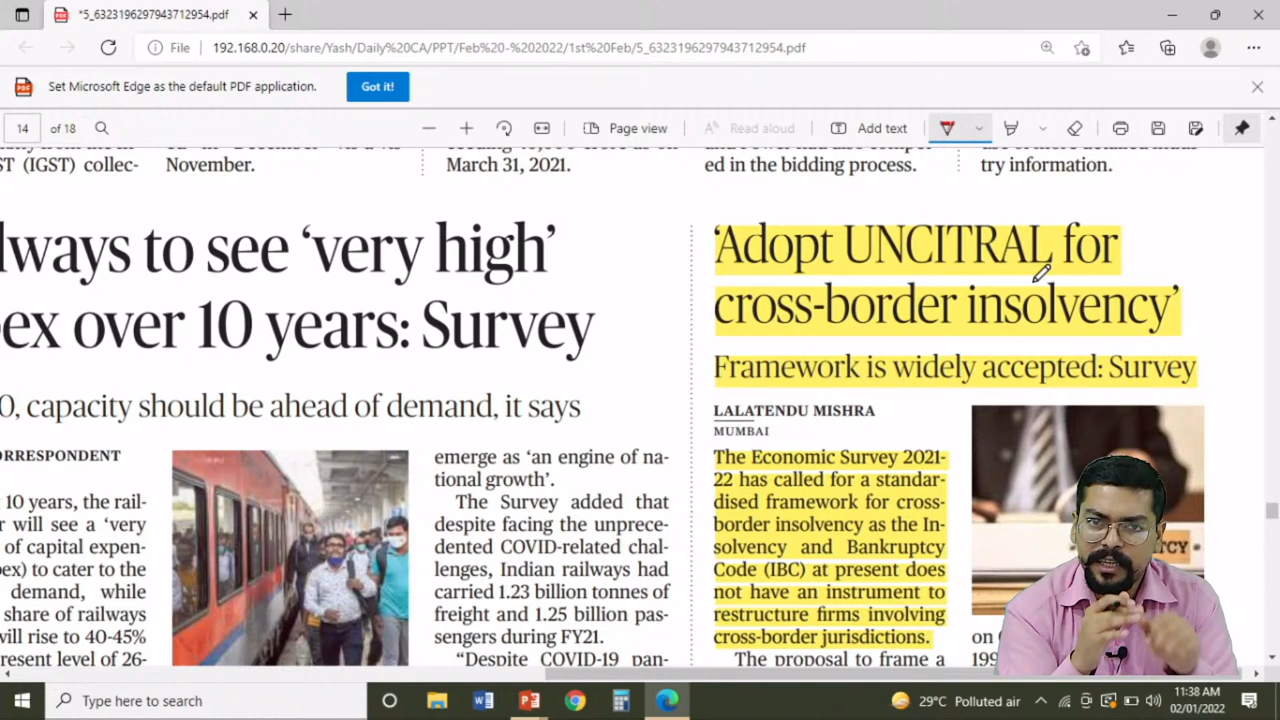 *5_6323196297943712954.pdf
File 192.168.0.20/share/Yash/Daily%20CA/PPT/Feb%20-%202022/1st%20Feb/5_6323196297943712954.pdf
Set Microsoft Edge as the default PDF application. Got it!
14 of 18 Page view Read aloud Add text
ST (IGST) collec-
November.
March 31, 2021.
ed in the bidding process.
try information.
lways to see ‘very high’
ex over 10 years: Survey
0, capacity should be ahead of demand, it says
ORRESPONDENT
10 years, the rail-
r will see a ‘very
of capital expen-
ex) to cater to the
demand, while
share of railways
will rise to 40-45%
resent level of 26-
emerge as ‘an engine of na-
tional growth’.
The Survey added that
despite facing the unprece-
dented COVID-related chal-
lenges, Indian railways had
carried 1.23 billion tonnes of
freight and 1.25 billion pas-
sengers during FY21.
“Despite COVID-19 pan-
‘Adopt UNCITRAL for
cross-border insolvency’
Framework is widely accepted: Survey
LALATENDU MISHRA
MUMBAI
The Economic Survey 2021-
22 has called for a standar-
dised framework for cross-
border insolvency as the In-
solvency and Bankruptcy
Code (IBC) at present does
not have an instrument to
restructure firms involving
cross-border jurisdictions.
The proposal to frame a
on
Type here to search
29°C Polluted air
11:38 AM
02/01/2022